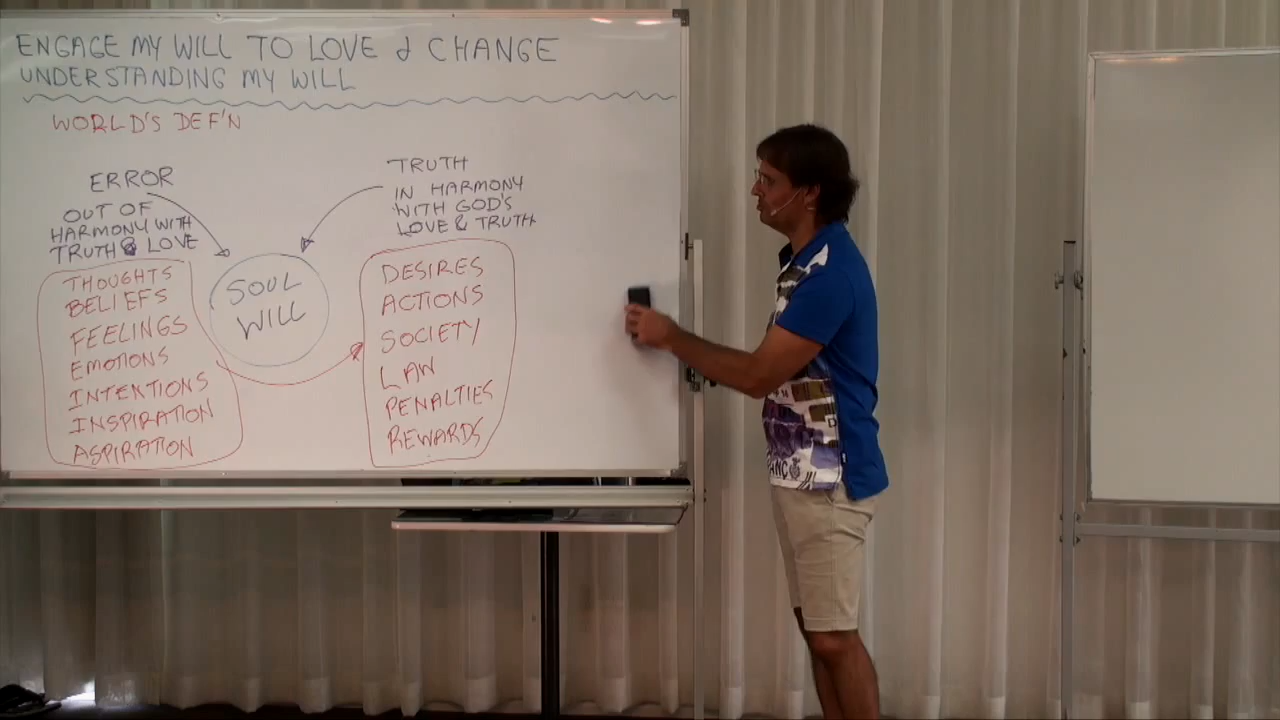 ENGAGE MY WILL TO LOVE & CHANGE
UNDERSTANDING MY WILL
WORLD'S DEF'N
ERROR
OUT OF
HARMONY WITH
TRUTH & LOVE
TRUTH
IN HARMONY
WITH GOD'S
LOVE & TRUTH
SOUL
WILL
THOUGHTS
BELIEFS
FEELINGS
EMOTIONS
INTENTIONS
INSPIRATION
ASPIRATION
DESIRES
ACTIONS
SOCIETY
LAW
PENALTIES
REWARDS